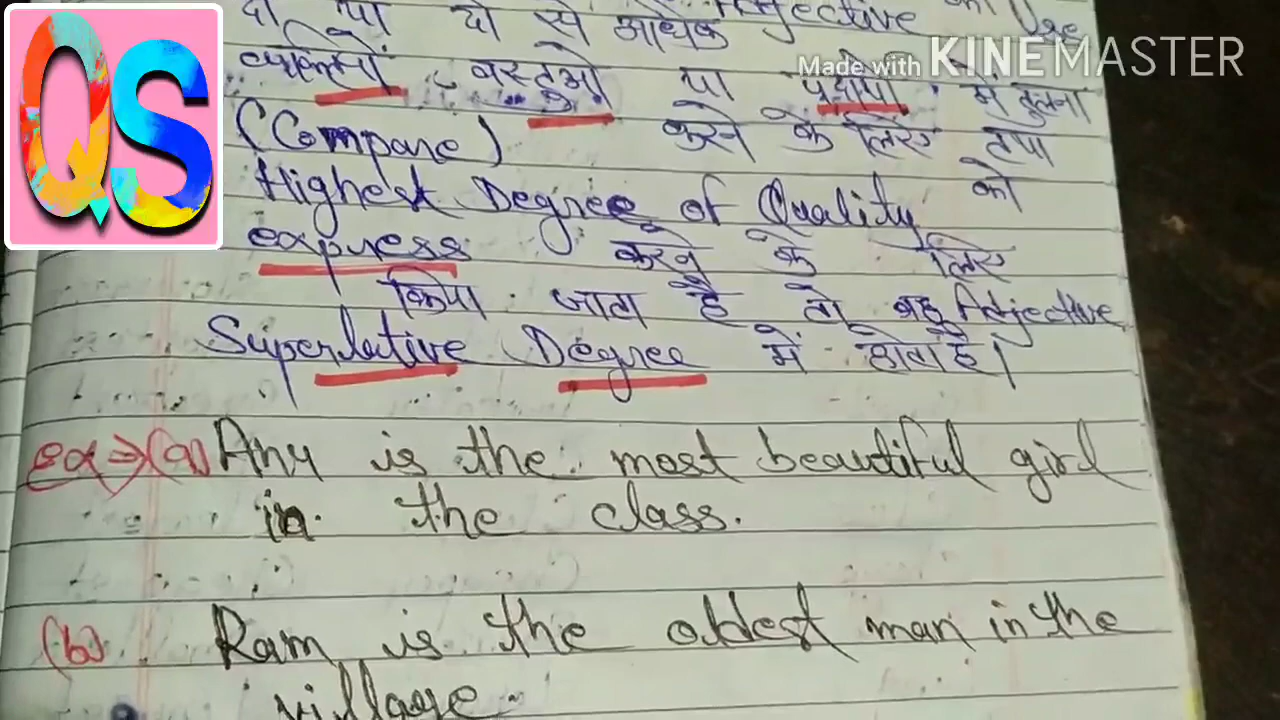 QS
Made with KINEMASTER
दो या दो से अधिक Adjective का Use
व्यक्तियों, वस्तुओं या पदार्थों में तुलना
(Compare) करने के लिए तथा
Highest Degree of Quality को
express करने के लिए
किया जाता है तो वह Adjective
Superlative Degree में होता है।
ex ⇒ (a) Anu is the most beautiful girl
in the class.
(b) Ram is the oldest man in the
village.